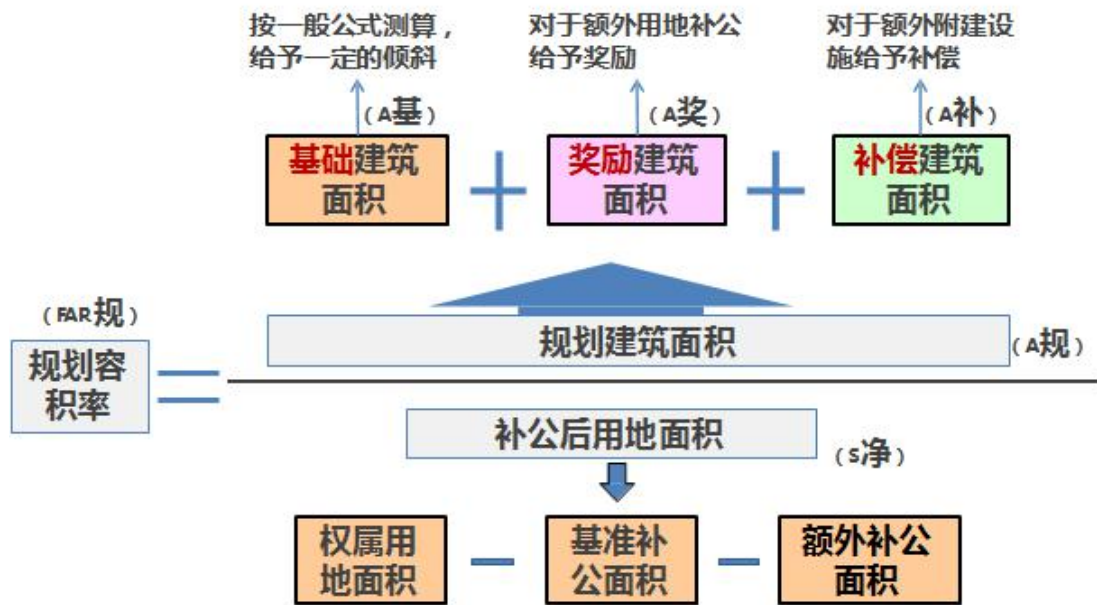 按一般公式测算，
给予一定的倾斜
对于额外用地补公
给予奖励
对于额外附建设
施给予补偿
（A基）
（A奖）
（A补）
基础建筑
面积
奖励建筑
面积
补偿建筑
面积
（FAR规）
规划建筑面积
（A规）
规划容
积率
补公后用地面积
（S净）
权属用
地面积
基准补
公面积
额外补公
面积